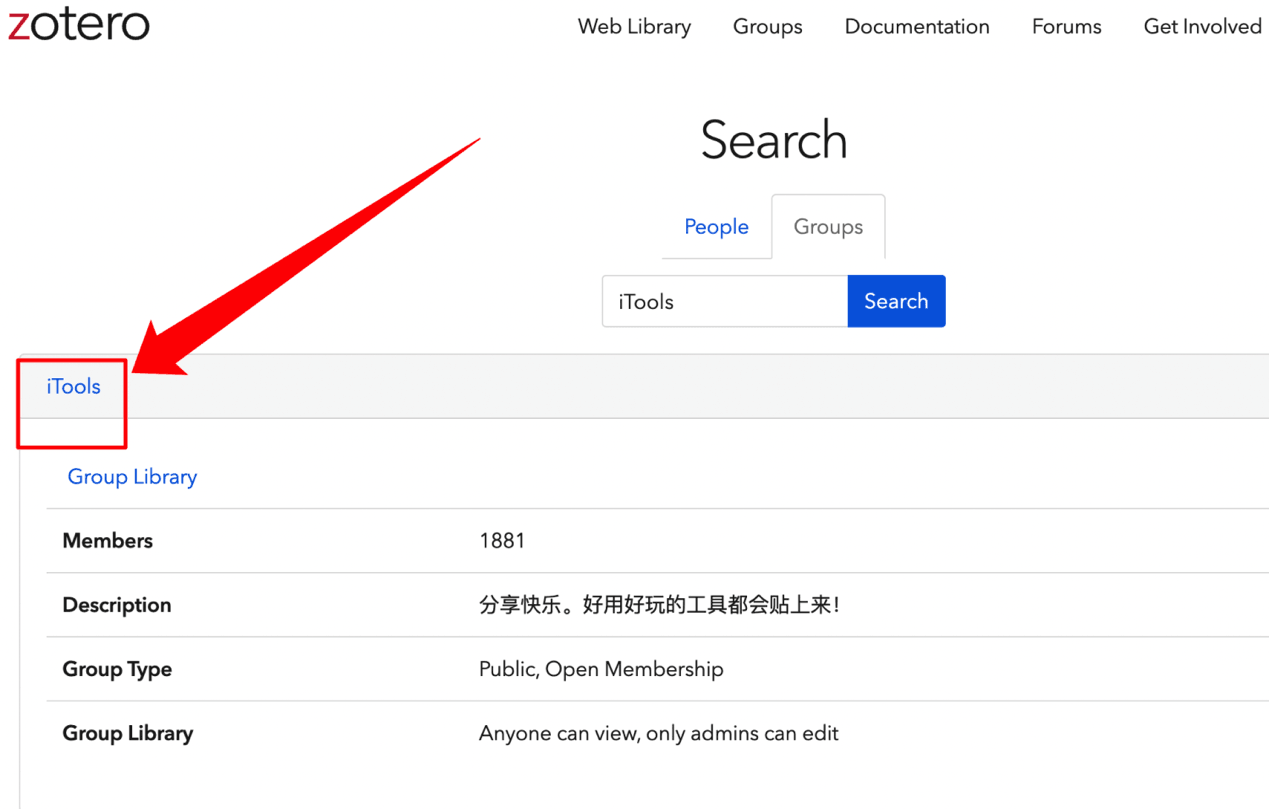 zotero Web Library Groups Documentation Forums Get Involved
Search
People Groups
iTools Search
iTools
Group Library
Members 1881
Description 分享快乐。好用好玩的工具都会贴上来！
Group Type Public, Open Membership
Group Library Anyone can view, only admins can edit